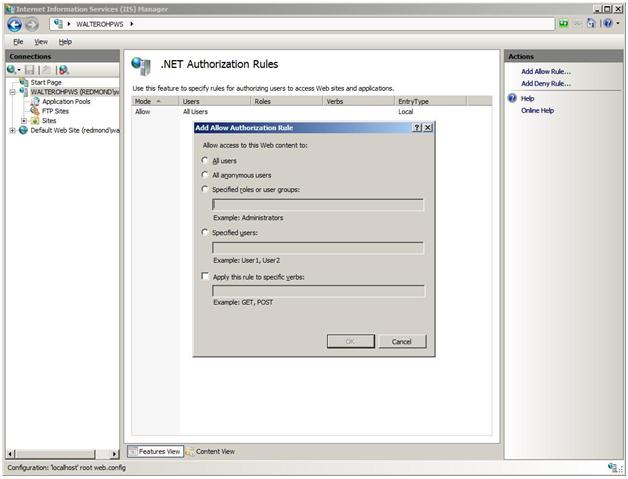 Internet Information Services (IIS) Manager
WALTEROHPWS
File View Help
Connections
Start Page
WALTEROHPWS (REDMOND\wa
Application Pools
FTP Sites
Sites
Default Web Site (redmond\wa
.NET Authorization Rules
Use this feature to specify rules for authorizing users to access Web sites and applications.
Mode Users Roles Verbs EntryType
Allow All Users Local
Add Allow Authorization Rule
Allow access to this Web content to:
All users
All anonymous users
Specified roles or user groups:
Example: Administrators
Specified users:
Example: User1, User2
Apply this rule to specific verbs:
Example: GET, POST
OK Cancel
Actions
Add Allow Rule...
Add Deny Rule...
Help
Online Help
Features View Content View
Configuration: 'localhost' root web.config